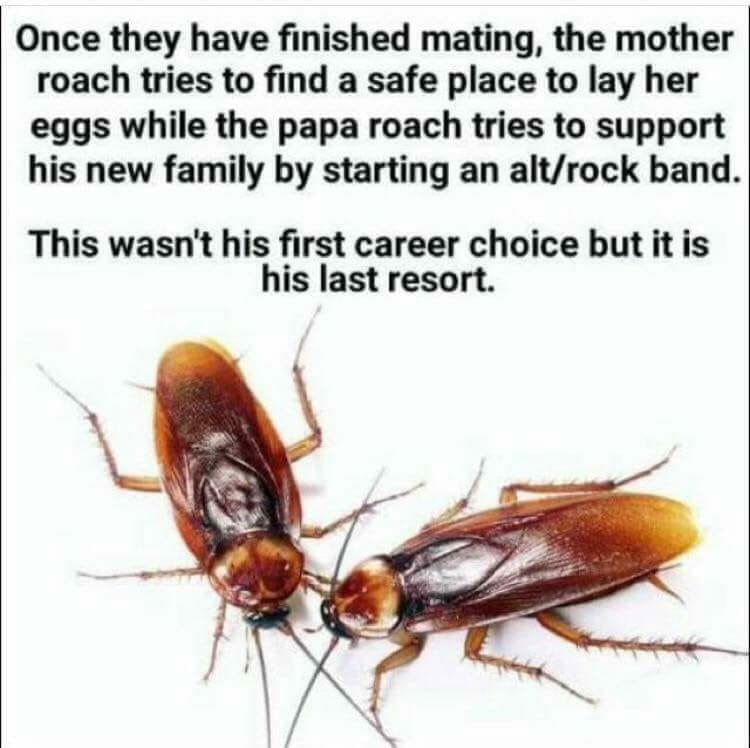 Once they have finished mating, the mother
roach tries to find a safe place to lay her
eggs while the papa roach tries to support
his new family by starting an alt/rock band.
This wasn't his first career choice but it is
his last resort.